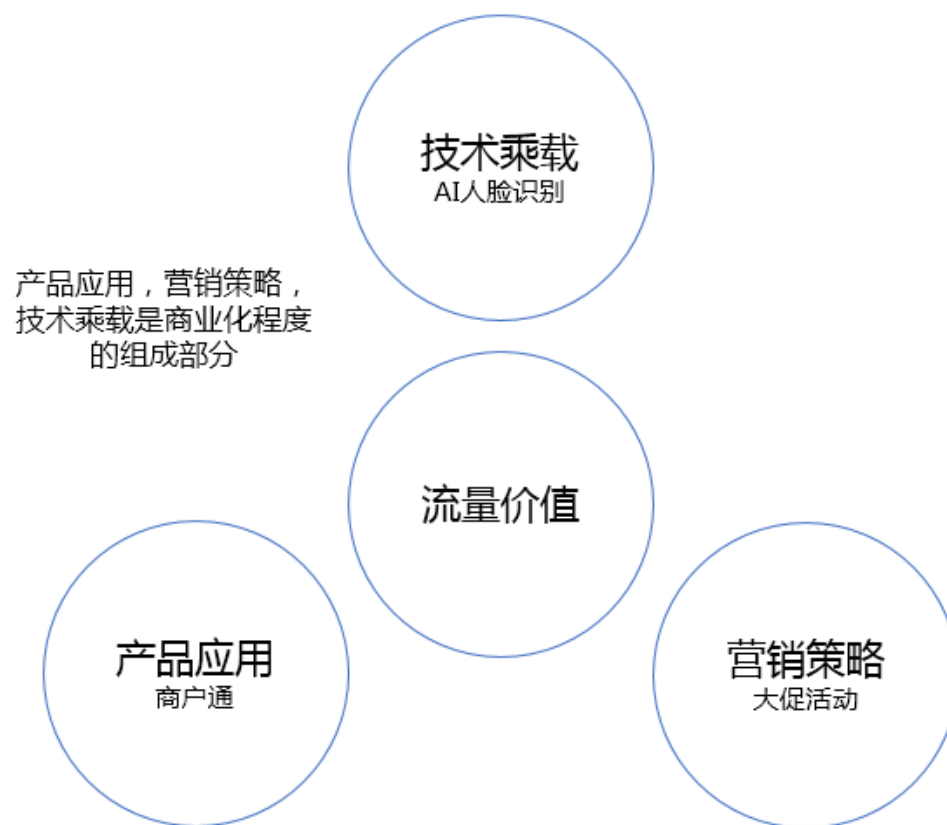 技术乘载
AI人脸识别
产品应用，营销策略，
技术乘载是商业化程度
的组成部分
流量价值
产品应用
商户通
营销策略
大促活动